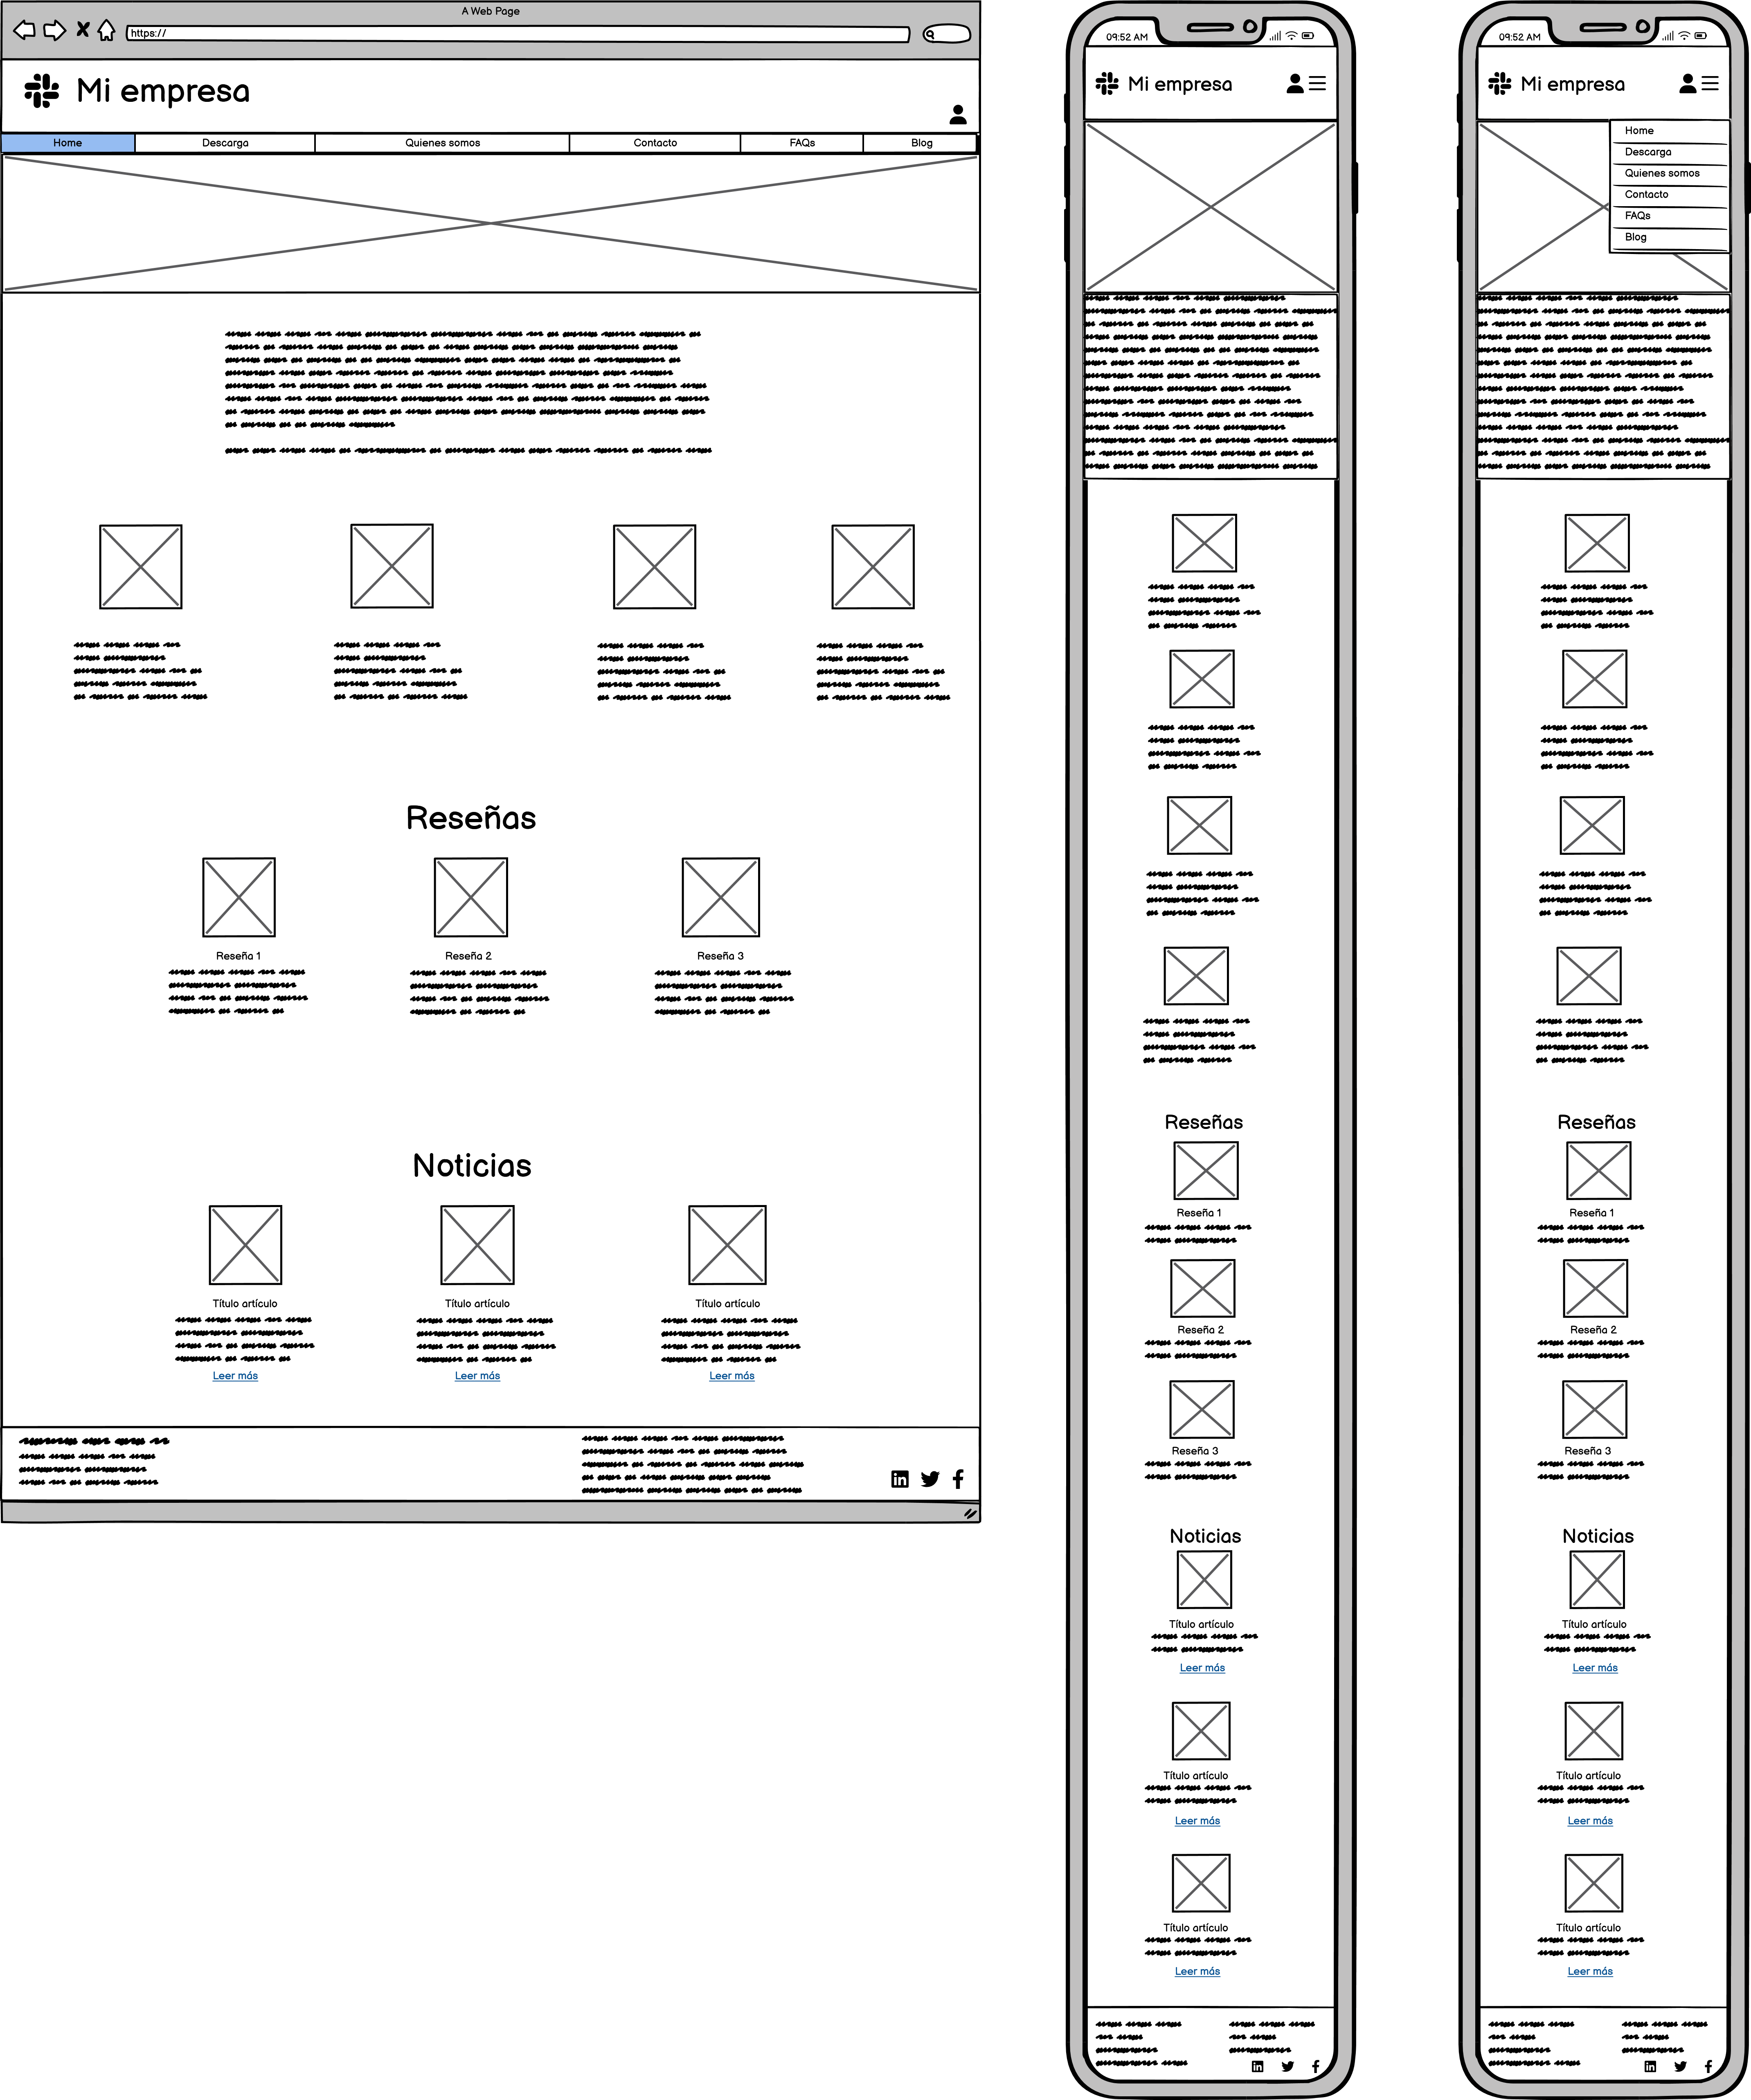 A Web Page
https://
Mi empresa
Home Descarga Quienes somos Contacto FAQs Blog
Reseñas
Reseña 1 Reseña 2 Reseña 3
Noticias
Título artículo Título artículo Título artículo
Leer más Leer más Leer más
09:52 AM
Mi empresa
Reseñas
Reseña 1
Reseña 2
Reseña 3
Noticias
Título artículo
Leer más
Título artículo
Leer más
Título artículo
Leer más
09:52 AM
Mi empresa
Home
Descarga
Quienes somos
Contacto
FAQs
Blog
Reseñas
Reseña 1
Reseña 2
Reseña 3
Noticias
Título artículo
Leer más
Título artículo
Leer más
Título artículo
Leer más